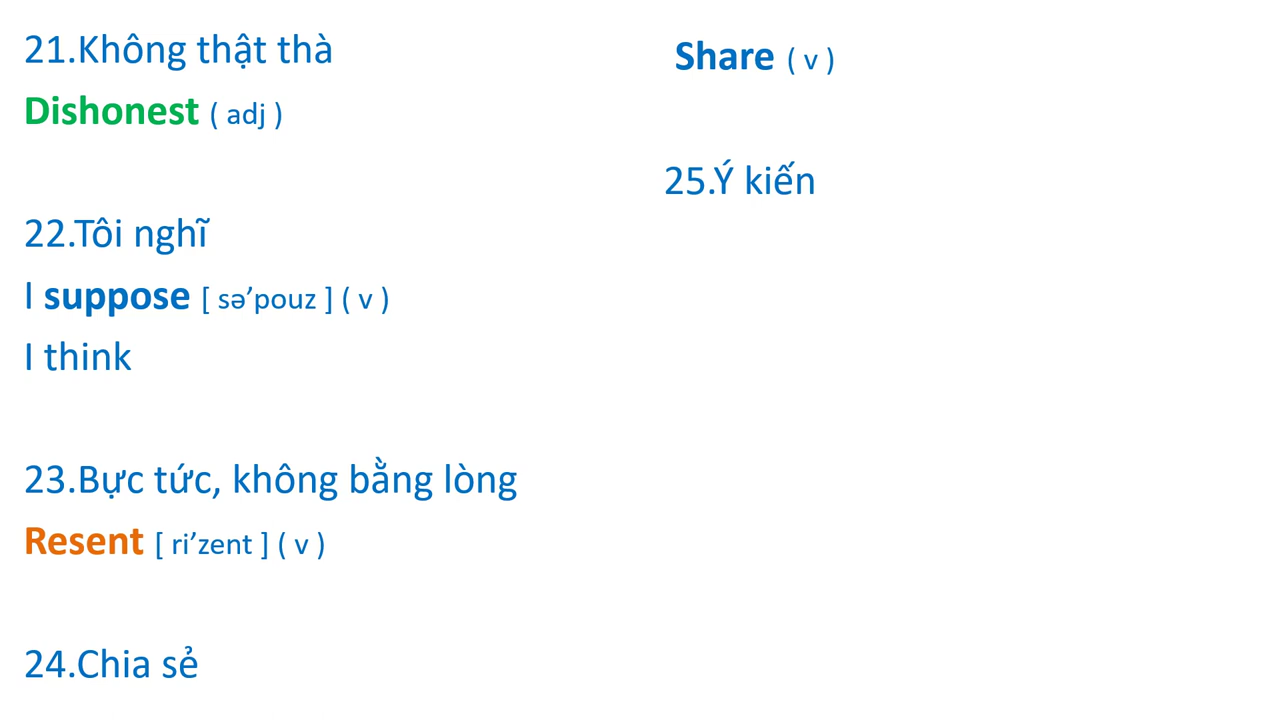 21.Không thật thà
Dishonest ( adj )
22.Tôi nghĩ
I suppose [ sə’pouz ] ( v )
I think
23.Bực tức, không bằng lòng
Resent [ ri’zent ] ( v )
24.Chia sẻ
Share ( v )
25.Ý kiến